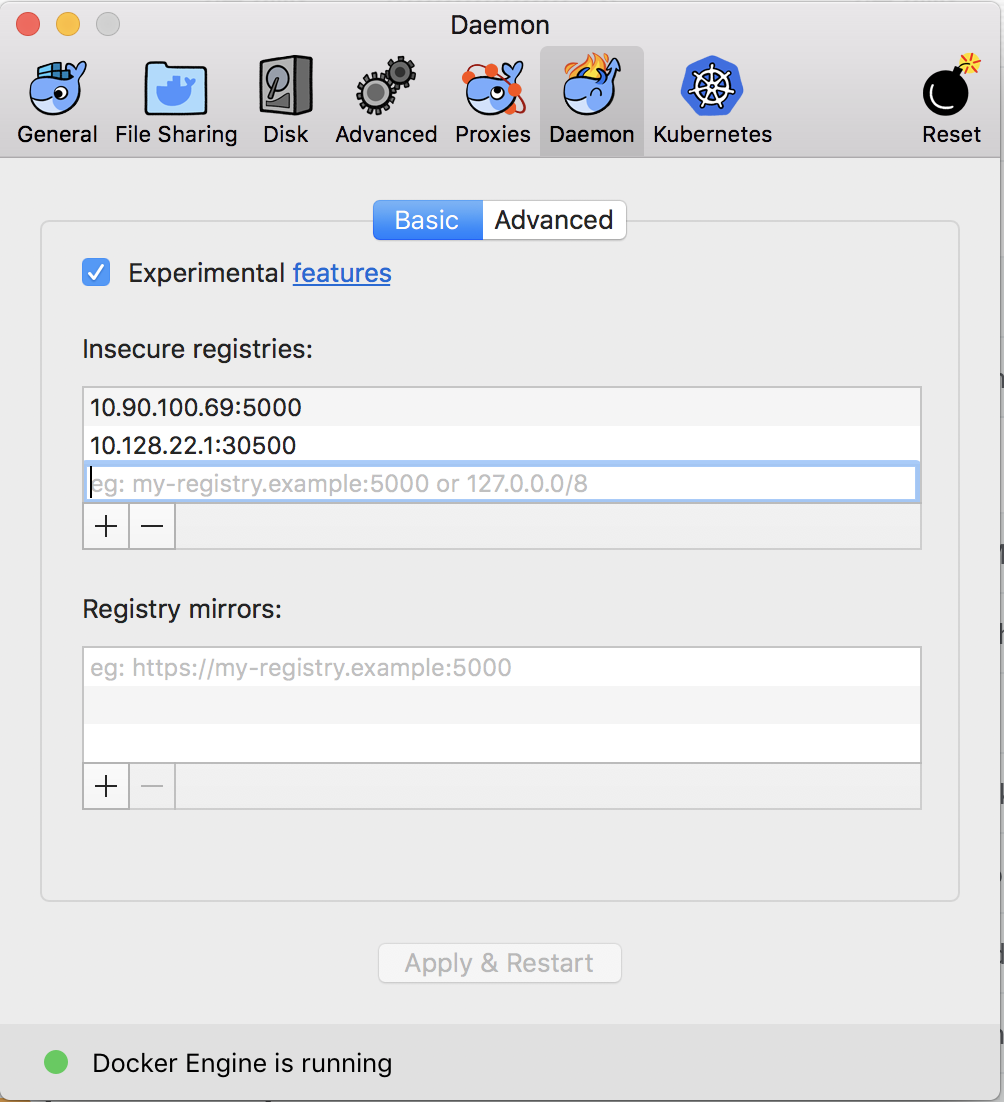 Daemon
General File Sharing Disk Advanced Proxies Daemon Kubernetes Reset
Basic Advanced
Experimental features
Insecure registries:
10.90.100.69:5000
10.128.22.1:30500
eg: my-registry.example:5000 or 127.0.0.0/8
Registry mirrors:
eg: https://my-registry.example:5000
Apply & Restart
Docker Engine is running